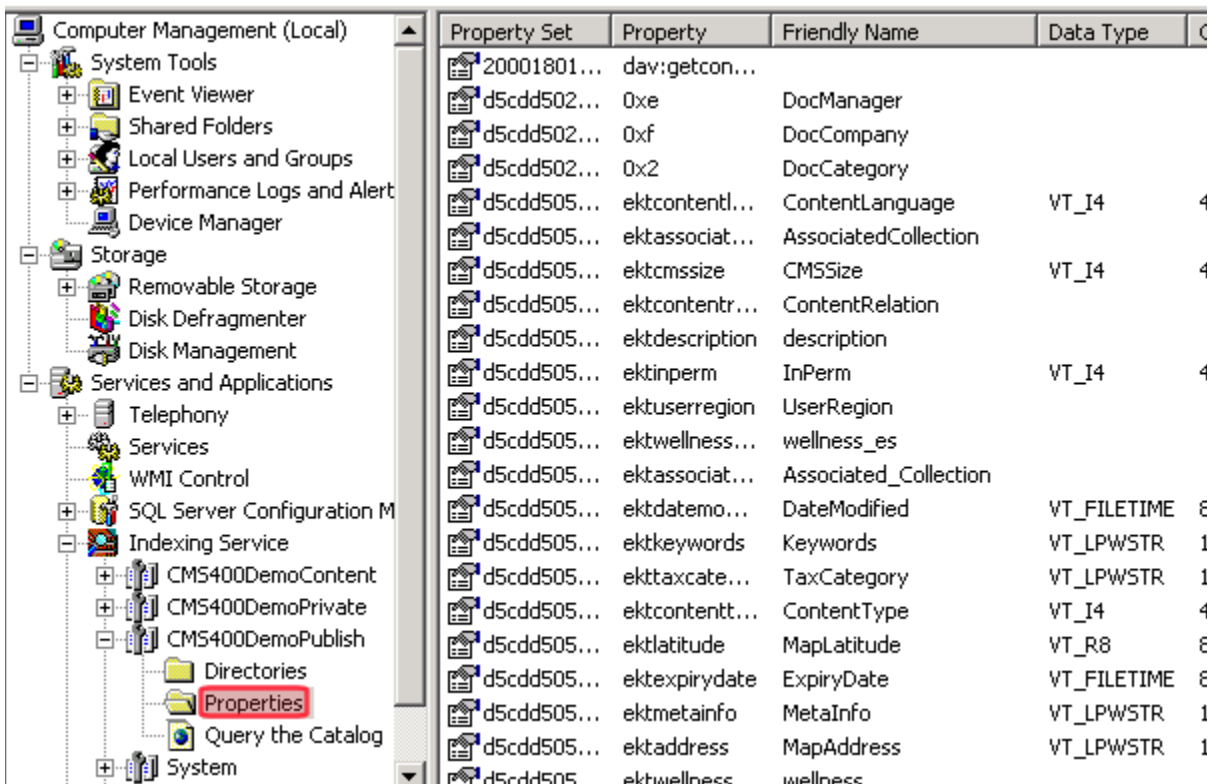 Computer Management (Local)
System Tools
Event Viewer
Shared Folders
Local Users and Groups
Performance Logs and Alert
Device Manager
Storage
Removable Storage
Disk Defragmenter
Disk Management
Services and Applications
Telephony
Services
WMI Control
SQL Server Configuration M
Indexing Service
CMS400DemoContent
CMS400DemoPrivate
CMS400DemoPublish
Directories
Properties
Query the Catalog
System
Property Set Property Friendly Name Data Type
20001801... dav:getcon...
d5cdd502... 0xe DocManager
d5cdd502... 0xf DocCompany
d5cdd502... 0x2 DocCategory
d5cdd505... ektcontentl... ContentLanguage VT_I4 4
d5cdd505... ektassociat... AssociatedCollection
d5cdd505... ektcmssize CMSSize VT_I4 4
d5cdd505... ektcontentr... ContentRelation
d5cdd505... ektdescription description
d5cdd505... ektinperm InPerm VT_I4 4
d5cdd505... ektuserregion UserRegion
d5cdd505... ektwellness... wellness_es
d5cdd505... ektassociat... Associated_Collection
d5cdd505... ektdatemo... DateModified VT_FILETIME 8
d5cdd505... ektkeywords Keywords VT_LPWSTR 1
d5cdd505... ekttaxcate... TaxCategory VT_LPWSTR 1
d5cdd505... ektcontentt... ContentType VT_I4 4
d5cdd505... ektlatitude MapLatitude VT_R8 8
d5cdd505... ektexpirydate ExpiryDate VT_FILETIME 8
d5cdd505... ektmetainfo MetaInfo VT_LPWSTR 1
d5cdd505... ektaddress MapAddress VT_LPWSTR 1
d5cdd505... ektwellness wellness